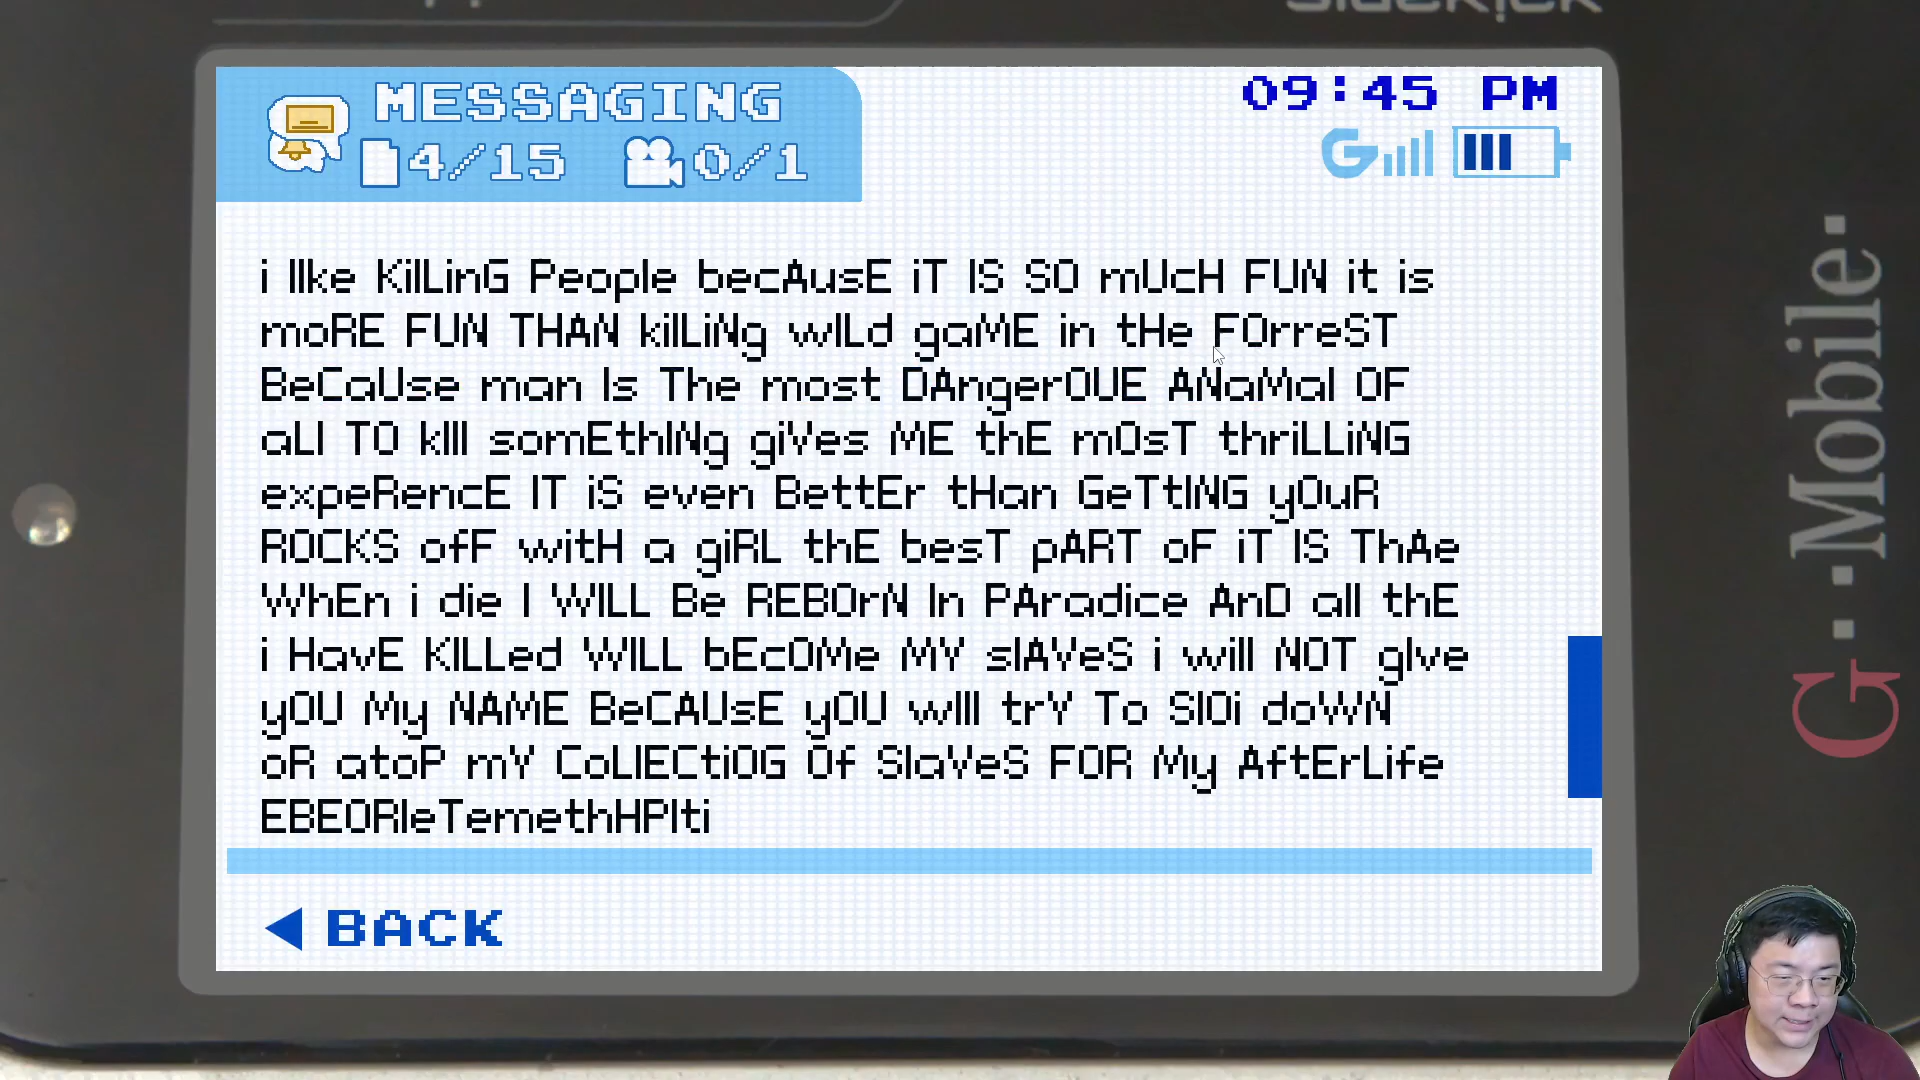 sidekick
MESSAGING
09:45 PM
4/15 0/1
G
i lIke KilLinG People becAusE iT IS SO mUcH FUN it is
moRE FUN THAN kilLiNg wILd gaME in tHe FOrreST
BeCaUse man Is The most DAngerOUE ANaMal OF
aLl TO kIll somEthINg giVes ME thE mOsT thriLLiNG
expeRencE IT iS even BettEr tHan GeTtING yOuR
ROCKS ofF witH a giRL thE besT pART oF iT IS ThAe
WhEn i die I WILL Be REBOrN In PAradice AnD all thE
i HavE KILLed WILL bEcOMe MY slAVeS i will NOT gIve
yOU My NAME BeCAUsE yOU wIll trY To SlOi doWN
oR atoP mY CoLlECtiOG Of SlaVeS FOR My AftErLife
EBEORIeTemethHPIti
BACK
G··Mobile·